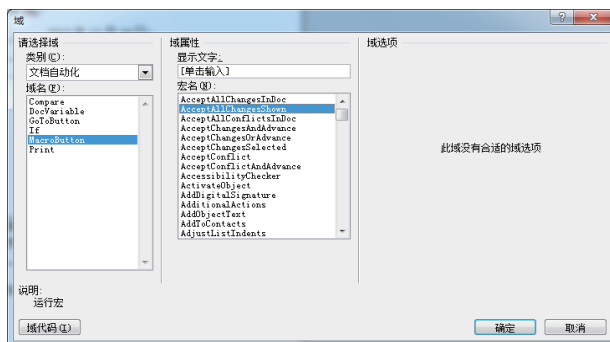 域
请选择域
类别(C):
文档自动化
域名(F):
Compare
DocVariable
GoToButton
If
MacroButton
Print
域属性
显示文字:
[单击输入]
宏名(M):
AcceptAllChangesInDoc
AcceptAllChangesShown
AcceptAllConflictsInDoc
AcceptChangesAndAdvance
AcceptChangesOrAdvance
AcceptChangesSelected
AcceptConflict
AcceptConflictAndAdvance
AccessibilityChecker
ActivateObject
AddDigitalSignature
AdditionalActions
AddObjectText
AddToContacts
AdjustListIndents
域选项
此域没有合适的域选项
说明:
运行宏
域代码(I)
确定
取消